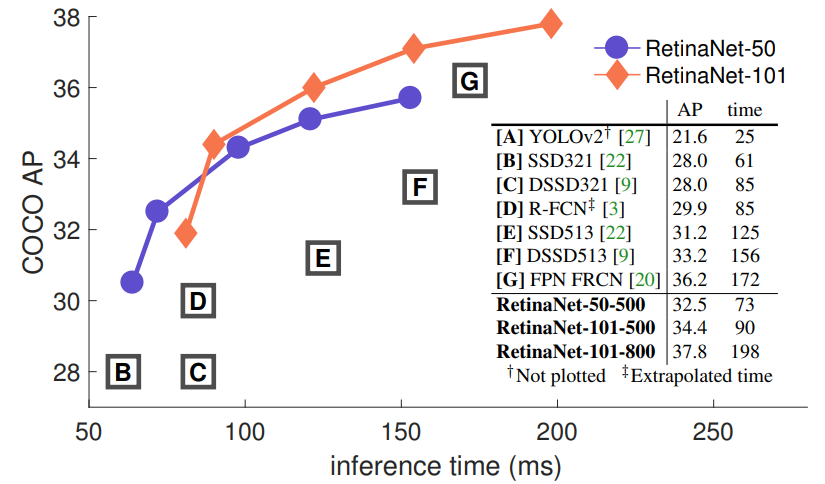 38
36
34
32
30
28
COCO AP
50
100
150
200
250
inference time (ms)
B
C
D
E
F
G
RetinaNet-50
RetinaNet-101
AP time
[A] YOLOv2† [27] 21.6 25
[B] SSD321 [22] 28.0 61
[C] DSSD321 [9] 28.0 85
[D] R-FCN‡ [3] 29.9 85
[E] SSD513 [22] 31.2 125
[F] DSSD513 [9] 33.2 156
[G] FPN FRCN [20] 36.2 172
RetinaNet-50-500 32.5 73
RetinaNet-101-500 34.4 90
RetinaNet-101-800 37.8 198
†Not plotted ‡Extrapolated time